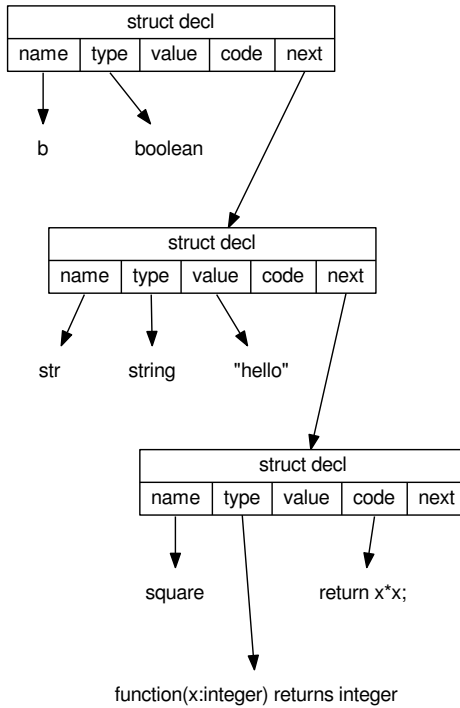 struct decl
name type value code next
b boolean
struct decl
name type value code next
str string "hello"
struct decl
name type value code next
square return x*x;
function(x:integer) returns integer